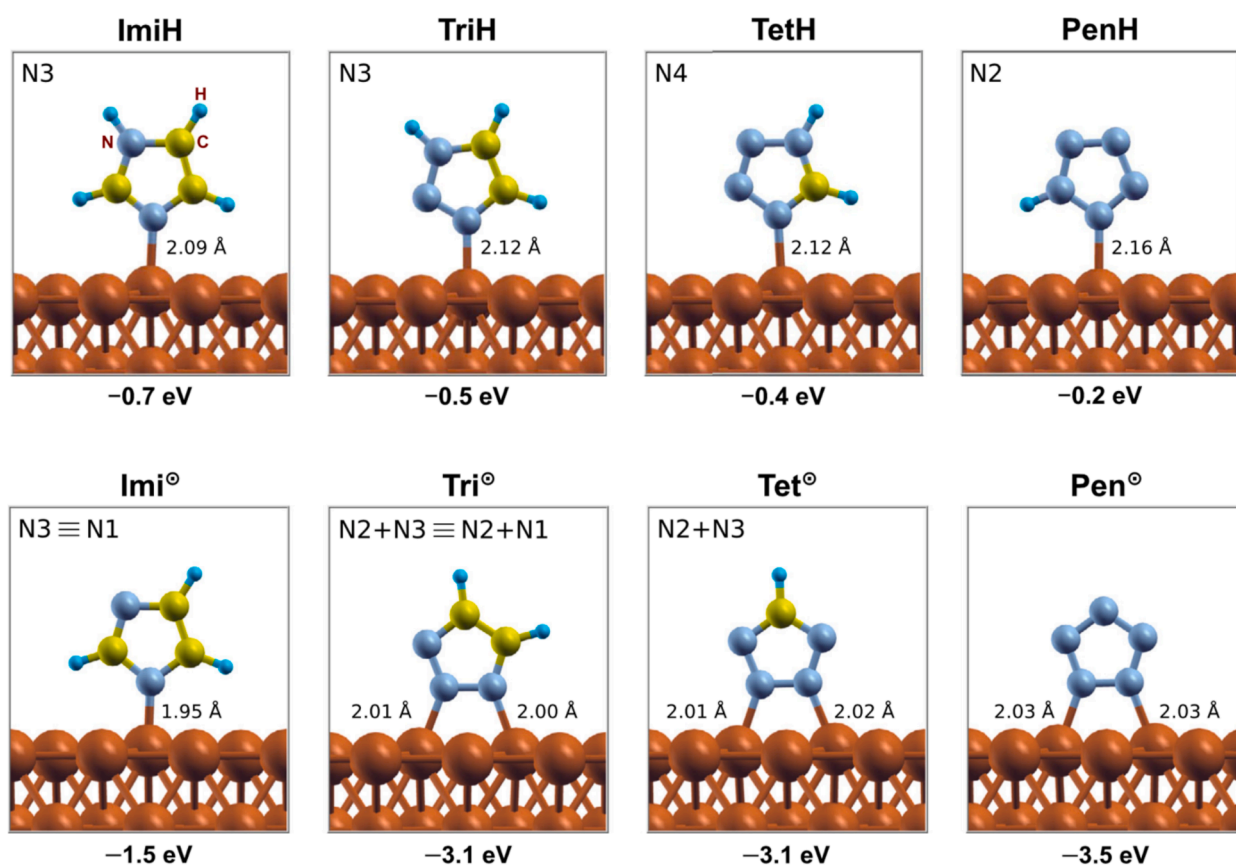 ImiH TriH TetH PenH
N3 N3 N4 N2
H
N C
2.09 Å 2.12 Å 2.12 Å 2.16 Å
−0.7 eV −0.5 eV −0.4 eV −0.2 eV
Imi⊙ Tri⊙ Tet⊙ Pen⊙
N3 ≡ N1 N2+N3 ≡ N2+N1 N2+N3
1.95 Å 2.01 Å 2.00 Å 2.01 Å 2.02 Å 2.03 Å 2.03 Å
−1.5 eV −3.1 eV −3.1 eV −3.5 eV